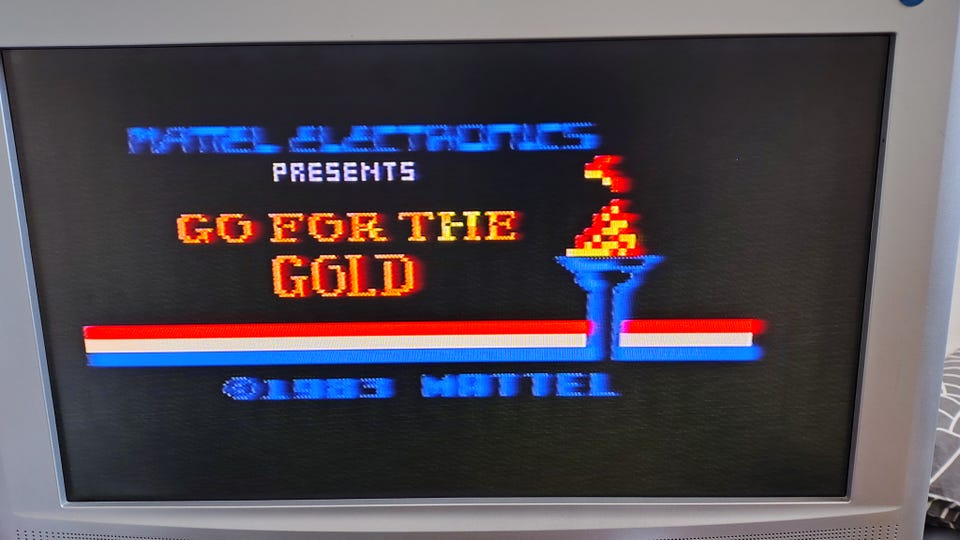 MATTEL ELECTRONICS
PRESENTS
GO FOR THE
GOLD
©1983 MATTEL